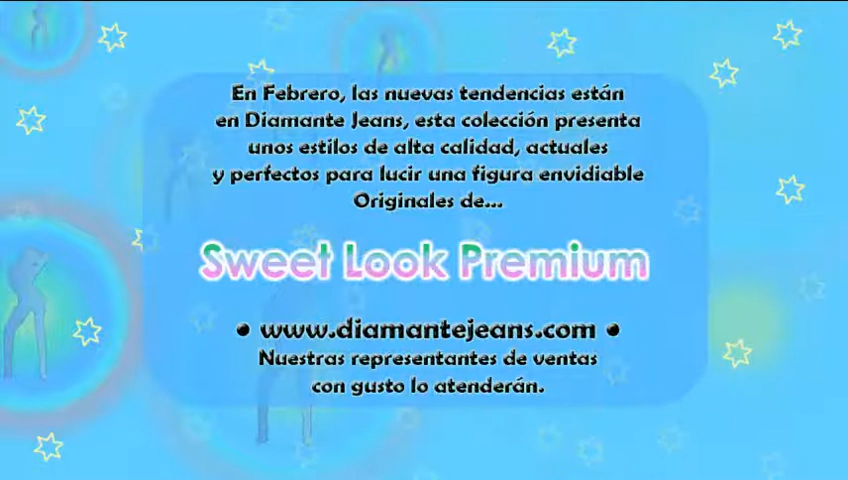 En Febrero, las nuevas tendencias están
en Diamante Jeans, esta colección presenta
unos estilos de alta calidad, actuales
y perfectos para lucir una figura envidiable
Originales de...
Sweet Look Premium
• www.diamantejeans.com •
Nuestras representantes de ventas
con gusto lo atenderán.